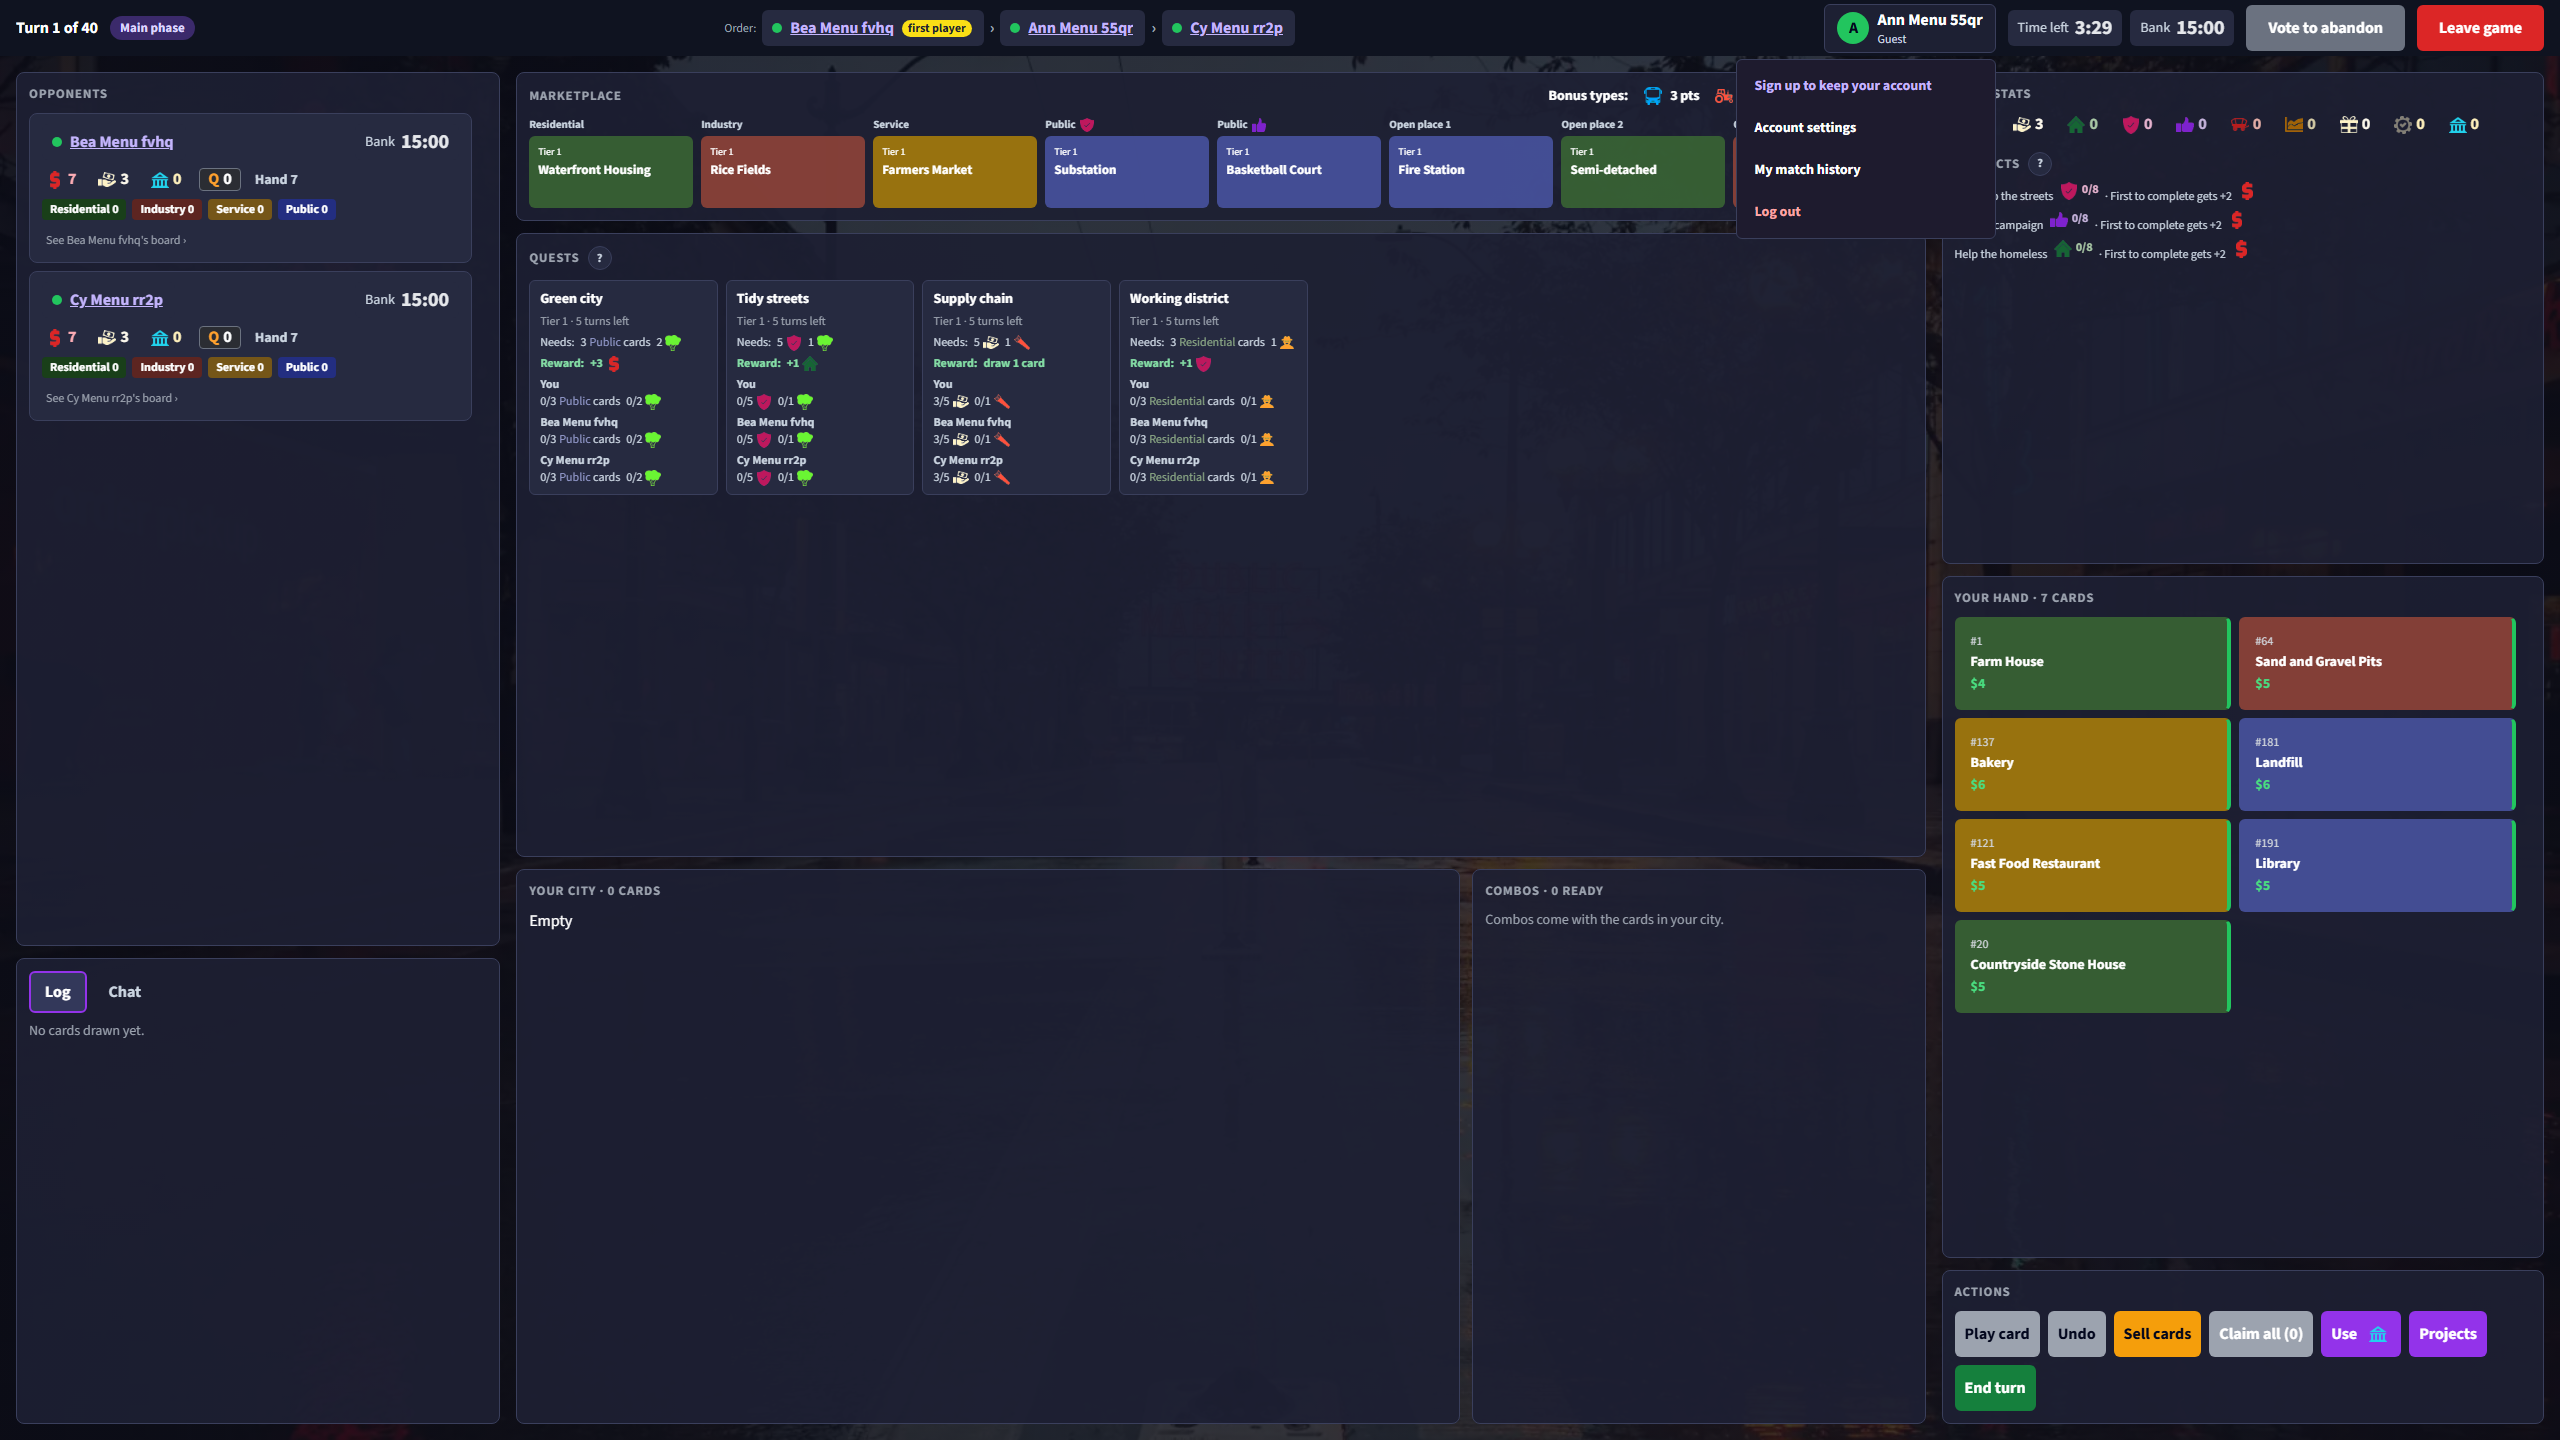 Turn 1 of 40 Main phase
Order: Bea Menu fvhq first player › Ann Menu 55qr › Cy Menu rr2p
A Ann Menu 55qr
Guest
Time left 3:29 Bank 15:00 Vote to abandon Leave game
Sign up to keep your account
Account settings
My match history
Log out
OPPONENTS
Bea Menu fvhq Bank 15:00
7 3 0 Q 0 Hand 7
Residential 0 Industry 0 Service 0 Public 0
See Bea Menu fvhq's board ›
Cy Menu rr2p Bank 15:00
7 3 0 Q 0 Hand 7
Residential 0 Industry 0 Service 0 Public 0
See Cy Menu rr2p's board ›
Log Chat
No cards drawn yet.
MARKETPLACE Bonus types: 3 pts
Residential Industry Service Public Public Open place 1 Open place 2
Tier 1 Tier 1 Tier 1 Tier 1 Tier 1 Tier 1 Tier 1
Waterfront Housing Rice Fields Farmers Market Substation Basketball Court Fire Station Semi-detached
QUESTS ?
Green city
Tier 1 · 5 turns left
Needs: 3 Public cards 2
Reward: +3
You
0/3 Public cards 0/2
Bea Menu fvhq
0/3 Public cards 0/2
Cy Menu rr2p
0/3 Public cards 0/2
Tidy streets
Tier 1 · 5 turns left
Needs: 5 1
Reward: +1
You
0/5 0/1
Bea Menu fvhq
0/5 0/1
Cy Menu rr2p
0/5 0/1
Supply chain
Tier 1 · 5 turns left
Needs: 5 1
Reward: draw 1 card
You
3/5 0/1
Bea Menu fvhq
3/5 0/1
Cy Menu rr2p
3/5 0/1
Working district
Tier 1 · 5 turns left
Needs: 3 Residential cards 1
Reward: +1
You
0/3 Residential cards 0/1
Bea Menu fvhq
0/3 Residential cards 0/1
Cy Menu rr2p
0/3 Residential cards 0/1
YOUR CITY · 0 CARDS
Empty
COMBOS · 0 READY
Combos come with the cards in your city.
STATS
3 0 0 0 0 0 0 0 0
CTS ?
the streets 0/8 · First to complete gets +2
campaign 0/8 · First to complete gets +2
Help the homeless 0/8 · First to complete gets +2
YOUR HAND · 7 CARDS
#1
Farm House
$4
#64
Sand and Gravel Pits
$5
#137
Bakery
$6
#181
Landfill
$6
#121
Fast Food Restaurant
$5
#191
Library
$5
#20
Countryside Stone House
$5
ACTIONS
Play card Undo Sell cards Claim all (0) Use Projects
End turn